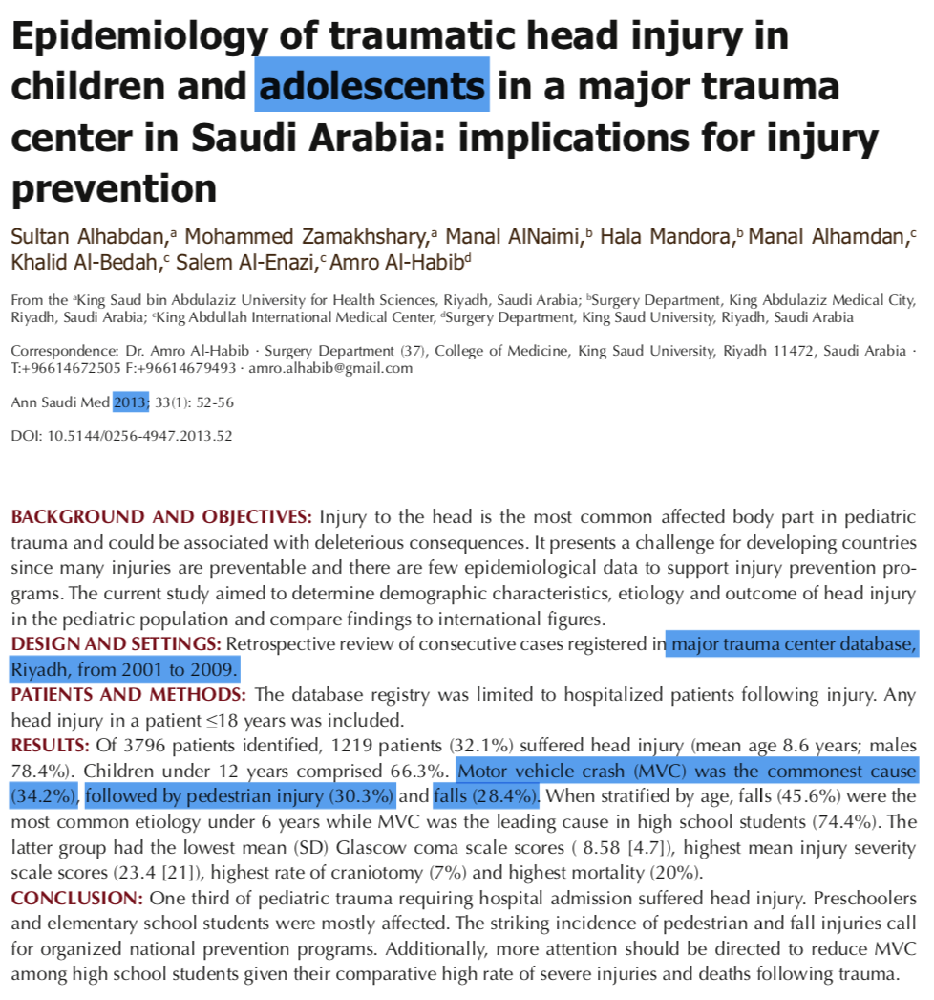 Epidemiology of traumatic head injury in
children and adolescents in a major trauma
center in Saudi Arabia: implications for injury
prevention
Sultan Alhabdan,ᵃ Mohammed Zamakhshary,ᵃ Manal AlNaimi,ᵇ Hala Mandora,ᵇ Manal Alhamdan,ᶜ
Khalid Al-Bedah,ᶜ Salem Al-Enazi,ᶜ Amro Al-Habibᵈ
From the ᵃKing Saud bin Abdulaziz University for Health Sciences, Riyadh, Saudi Arabia; ᵇSurgery Department, King Abdulaziz Medical City,
Riyadh, Saudi Arabia; ᶜKing Abdullah International Medical Center, ᵈSurgery Department, King Saud University, Riyadh, Saudi Arabia
Correspondence: Dr. Amro Al-Habib · Surgery Department (37), College of Medicine, King Saud University, Riyadh 11472, Saudi Arabia ·
T:+96614672505 F:+96614679493 · amro.alhabib@gmail.com
Ann Saudi Med 2013; 33(1): 52-56
DOI: 10.5144/0256-4947.2013.52
BACKGROUND AND OBJECTIVES: Injury to the head is the most common affected body part in pediatric
trauma and could be associated with deleterious consequences. It presents a challenge for developing countries
since many injuries are preventable and there are few epidemiological data to support injury prevention pro-
grams. The current study aimed to determine demographic characteristics, etiology and outcome of head injury
in the pediatric population and compare findings to international figures.
DESIGN AND SETTINGS: Retrospective review of consecutive cases registered in major trauma center database,
Riyadh, from 2001 to 2009.
PATIENTS AND METHODS: The database registry was limited to hospitalized patients following injury. Any
head injury in a patient ≤18 years was included.
RESULTS: Of 3796 patients identified, 1219 patients (32.1%) suffered head injury (mean age 8.6 years; males
78.4%). Children under 12 years comprised 66.3%. Motor vehicle crash (MVC) was the commonest cause
(34.2%), followed by pedestrian injury (30.3%) and falls (28.4%). When stratified by age, falls (45.6%) were the
most common etiology under 6 years while MVC was the leading cause in high school students (74.4%). The
latter group had the lowest mean (SD) Glascow coma scale scores ( 8.58 [4.7]), highest mean injury severity
scale scores (23.4 [21]), highest rate of craniotomy (7%) and highest mortality (20%).
CONCLUSION: One third of pediatric trauma requiring hospital admission suffered head injury. Preschoolers
and elementary school students were mostly affected. The striking incidence of pedestrian and fall injuries call
for organized national prevention programs. Additionally, more attention should be directed to reduce MVC
among high school students given their comparative high rate of severe injuries and deaths following trauma.